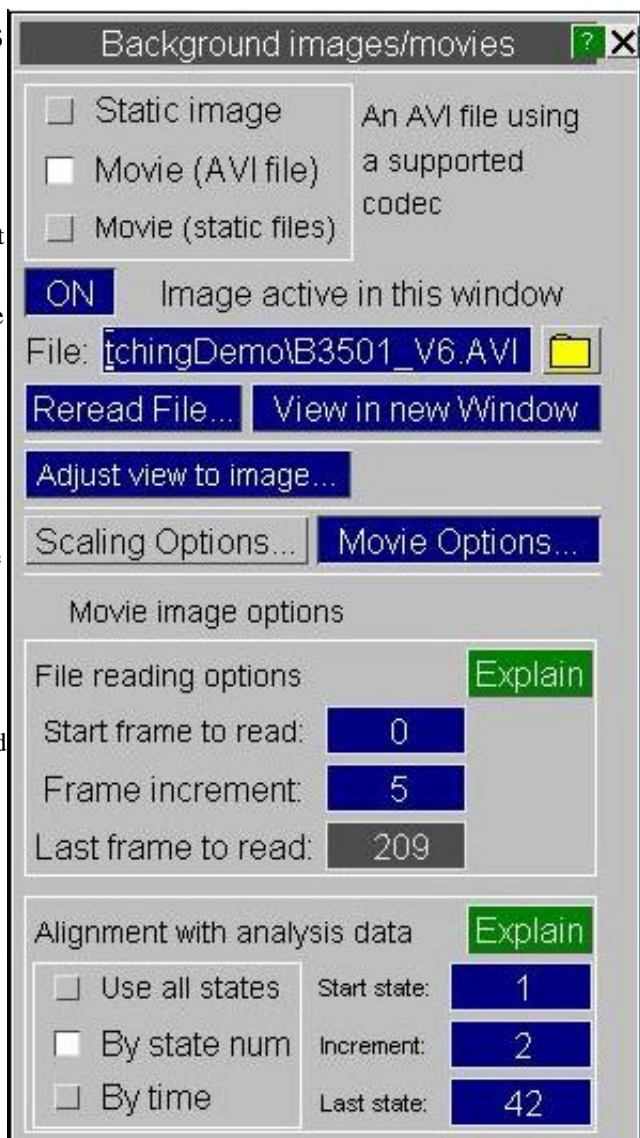 Background images/movies ? X
Static image
Movie (AVI file)
Movie (static files)
An AVI file using
a supported
codec
ON Image active in this window
File: tchingDemo\B3501_V6.AVI
Reread File... View in new Window
Adjust view to image...
Scaling Options... Movie Options...
Movie image options
File reading options Explain
Start frame to read: 0
Frame increment: 5
Last frame to read: 209
Alignment with analysis data Explain
Use all states Start state: 1
By state num Increment: 2
By time Last state: 42